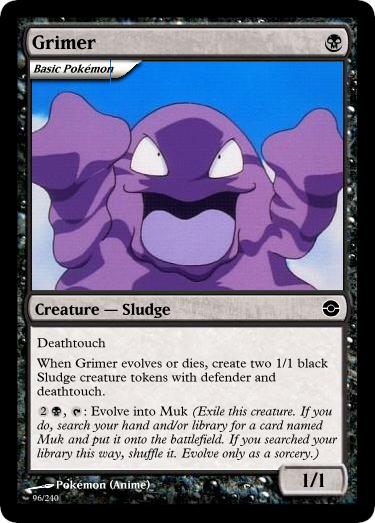 Grimer
Basic Pokémon
Creature — Sludge
Deathtouch
When Grimer evolves or dies, create two 1/1 black
Sludge creature tokens with defender and
deathtouch.
2 , : Evolve into Muk (Exile this creature. If you
do, search your hand and/or library for a card named
Muk and put it onto the battlefield. If you searched your
library this way, shuffle it. Evolve only as a sorcery.)
1/1
Pokémon (Anime)
96/240